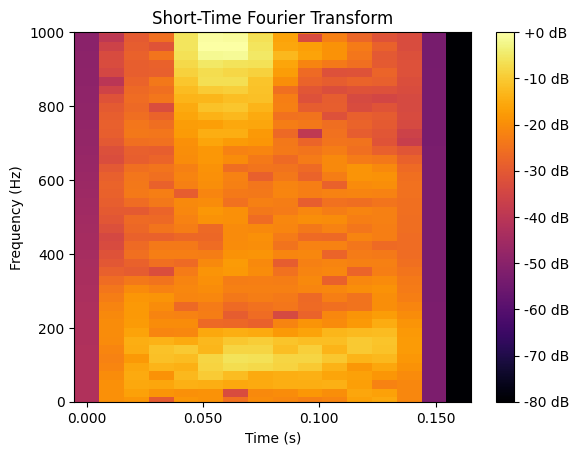 Short-Time Fourier Transform
Frequency (Hz)
1000
800
600
400
200
0
0.000
0.050
0.100
0.150
Time (s)
+0 dB
-10 dB
-20 dB
-30 dB
-40 dB
-50 dB
-60 dB
-70 dB
-80 dB